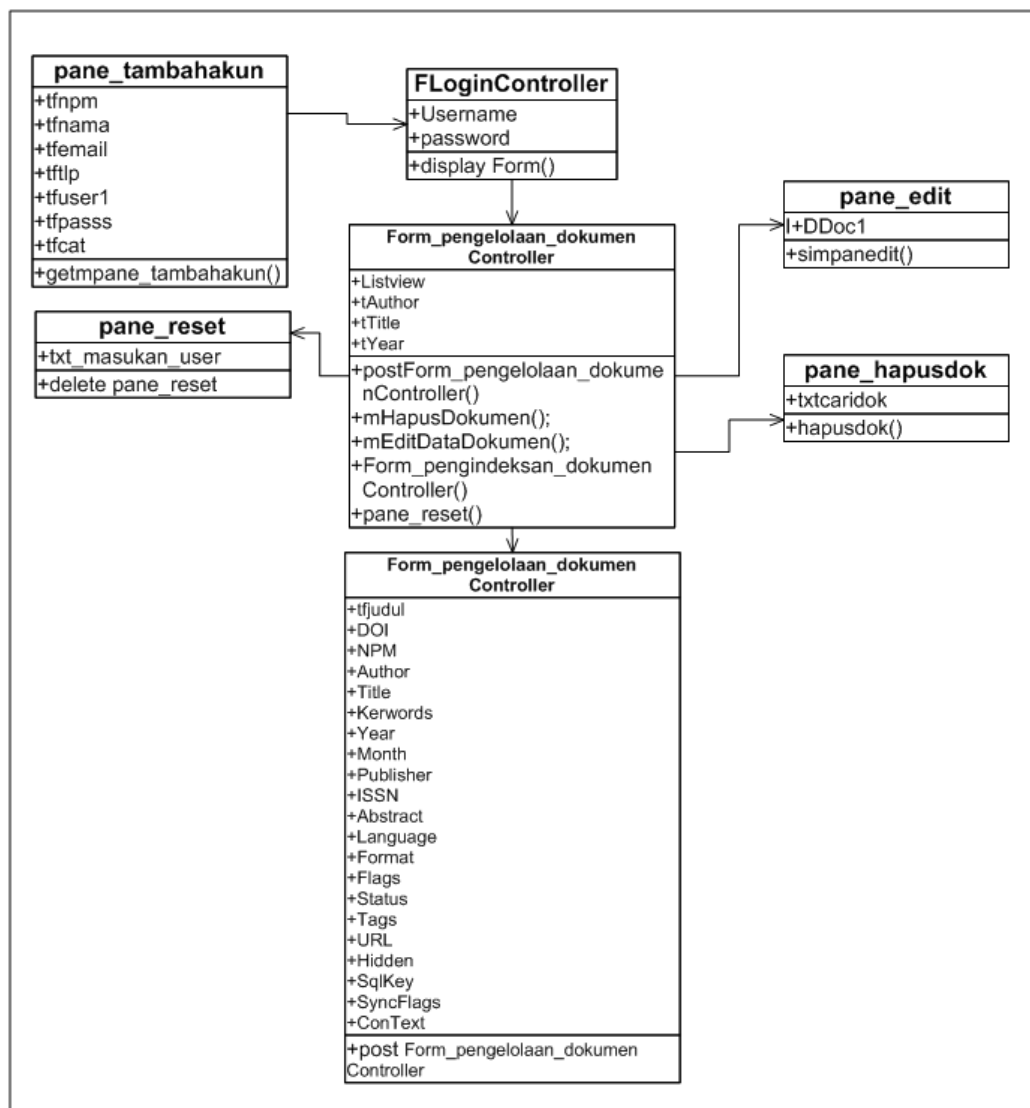 pane_tambahakun
+tfnpm
+tfnama
+tfemail
+tftlp
+tfuser1
+tfpasss
+tfcat
+getmpane_tambahakun()
FLoginController
+Username
+password
+display Form()
pane_reset
+txt_masukan_user
+delete pane_reset
Form_pengelolaan_dokumen
Controller
+Listview
+tAuthor
+tTitle
+tYear
+postForm_pengelolaan_dokume
nController()
+mHapusDokumen();
+mEditDataDokumen();
+Form_pengindeksan_dokumen
Controller()
+pane_reset()
pane_edit
I+DDoc1
+simpanedit()
pane_hapusdok
+txtcaridok
+hapusdok()
Form_pengelolaan_dokumen
Controller
+tfjudul
+DOI
+NPM
+Author
+Title
+Kerwords
+Year
+Month
+Publisher
+ISSN
+Abstract
+Language
+Format
+Flags
+Status
+Tags
+URL
+Hidden
+SqlKey
+SyncFlags
+ConText
+post Form_pengelolaan_dokumen
Controller